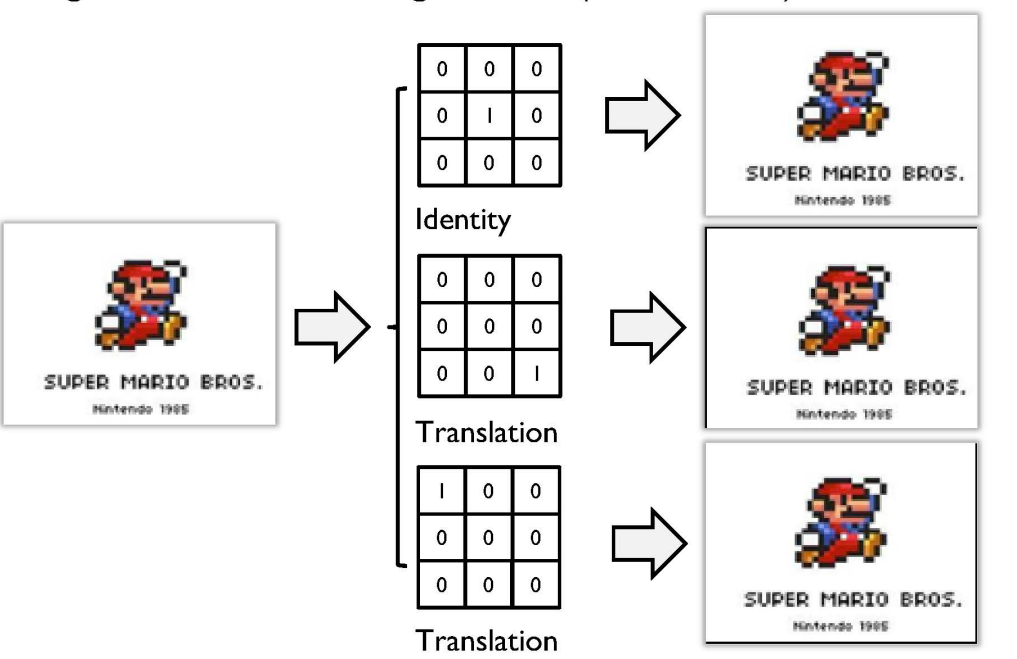 SUPER MARIO BROS.
Nintendo 1985
0 0 0
0 1 0
0 0 0
Identity
SUPER MARIO BROS.
Nintendo 1985
0 0 0
0 0 0
0 0 1
Translation
SUPER MARIO BROS.
Nintendo 1985
1 0 0
0 0 0
0 0 0
Translation
SUPER MARIO BROS.
Nintendo 1985